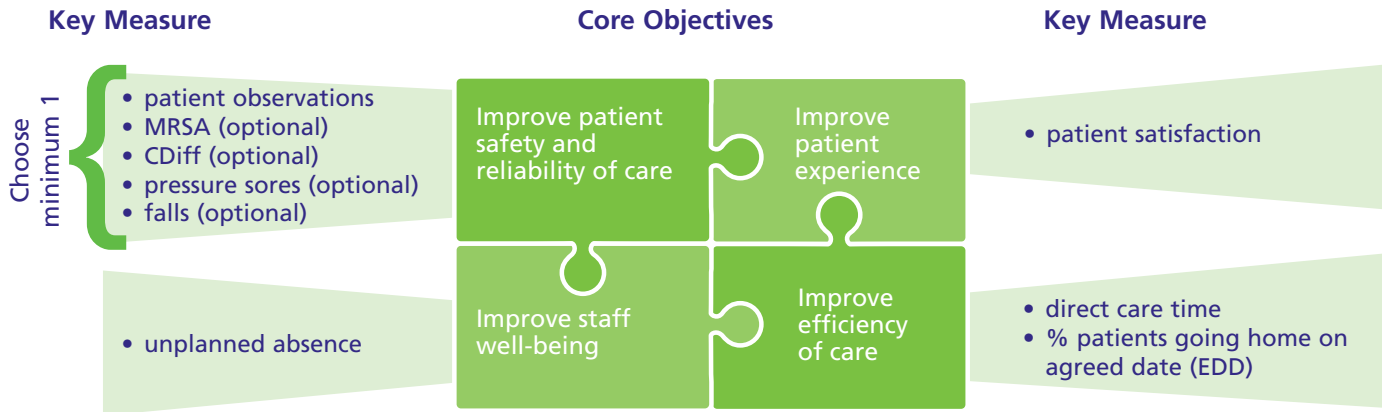 Key Measure
Core Objectives
Key Measure
Choose
minimum 1
• patient observations
• MRSA (optional)
• CDiff (optional)
• pressure sores (optional)
• falls (optional)
Improve patient
safety and
reliability of care
Improve
patient
experience
• patient satisfaction
• unplanned absence
Improve staff
well-being
Improve
efficiency
of care
• direct care time
• % patients going home on
agreed date (EDD)